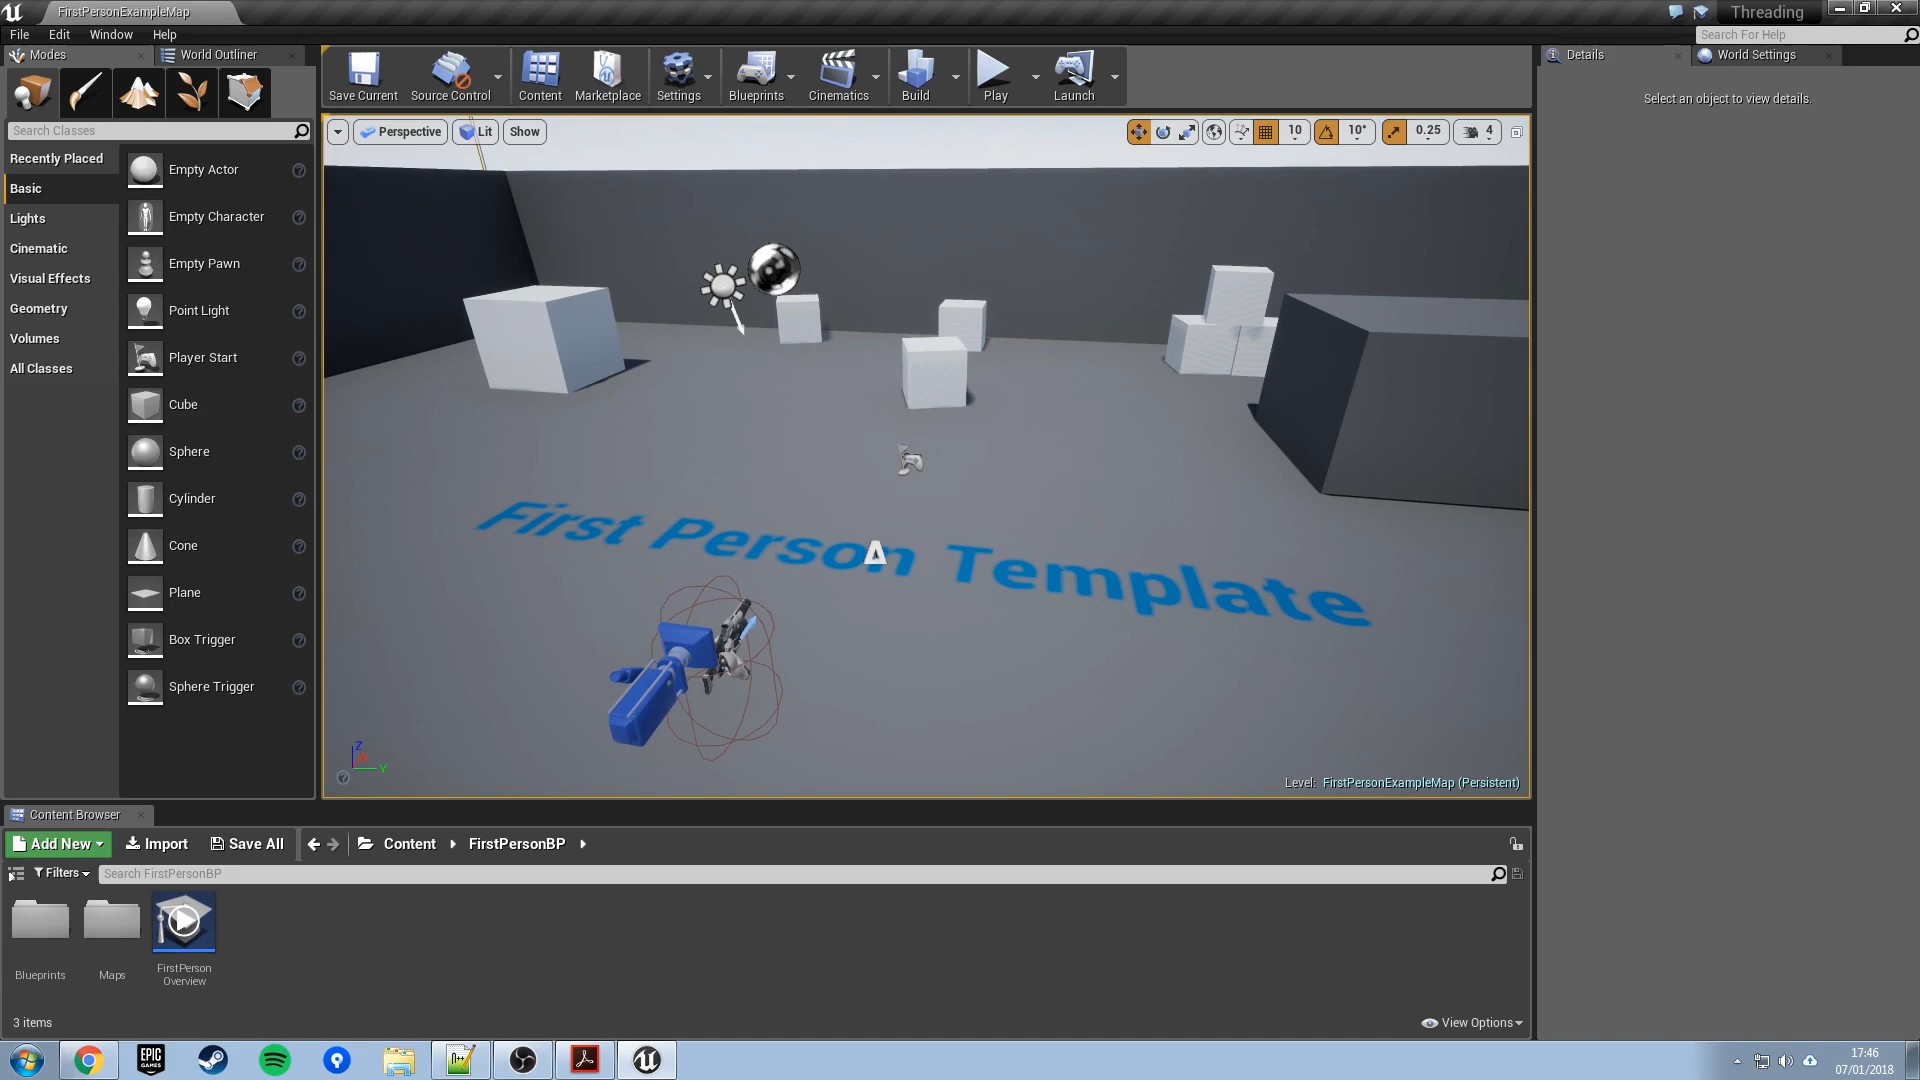 FirstPersonExampleMap
Threading
File Edit Window Help
Search For Help
Modes
World Outliner
Details
World Settings
Save Current
Source Control
Content
Marketplace
Settings
Blueprints
Cinematics
Build
Play
Launch
Select an object to view details.
Search Classes
Perspective
Lit
Show
10
10°
0.25
4
Recently Placed
Basic
Lights
Cinematic
Visual Effects
Geometry
Volumes
All Classes
Empty Actor
Empty Character
Empty Pawn
Point Light
Player Start
Cube
Sphere
Cylinder
Cone
Plane
Box Trigger
Sphere Trigger
First Person Template
Z
Y
Level: FirstPersonExampleMap (Persistent)
Content Browser
Add New
Import
Save All
Content
FirstPersonBP
Filters
Search FirstPersonBP
Blueprints
Maps
FirstPerson
Overview
3 items
View Options
EPIC
GAMES
17:46
07/01/2018